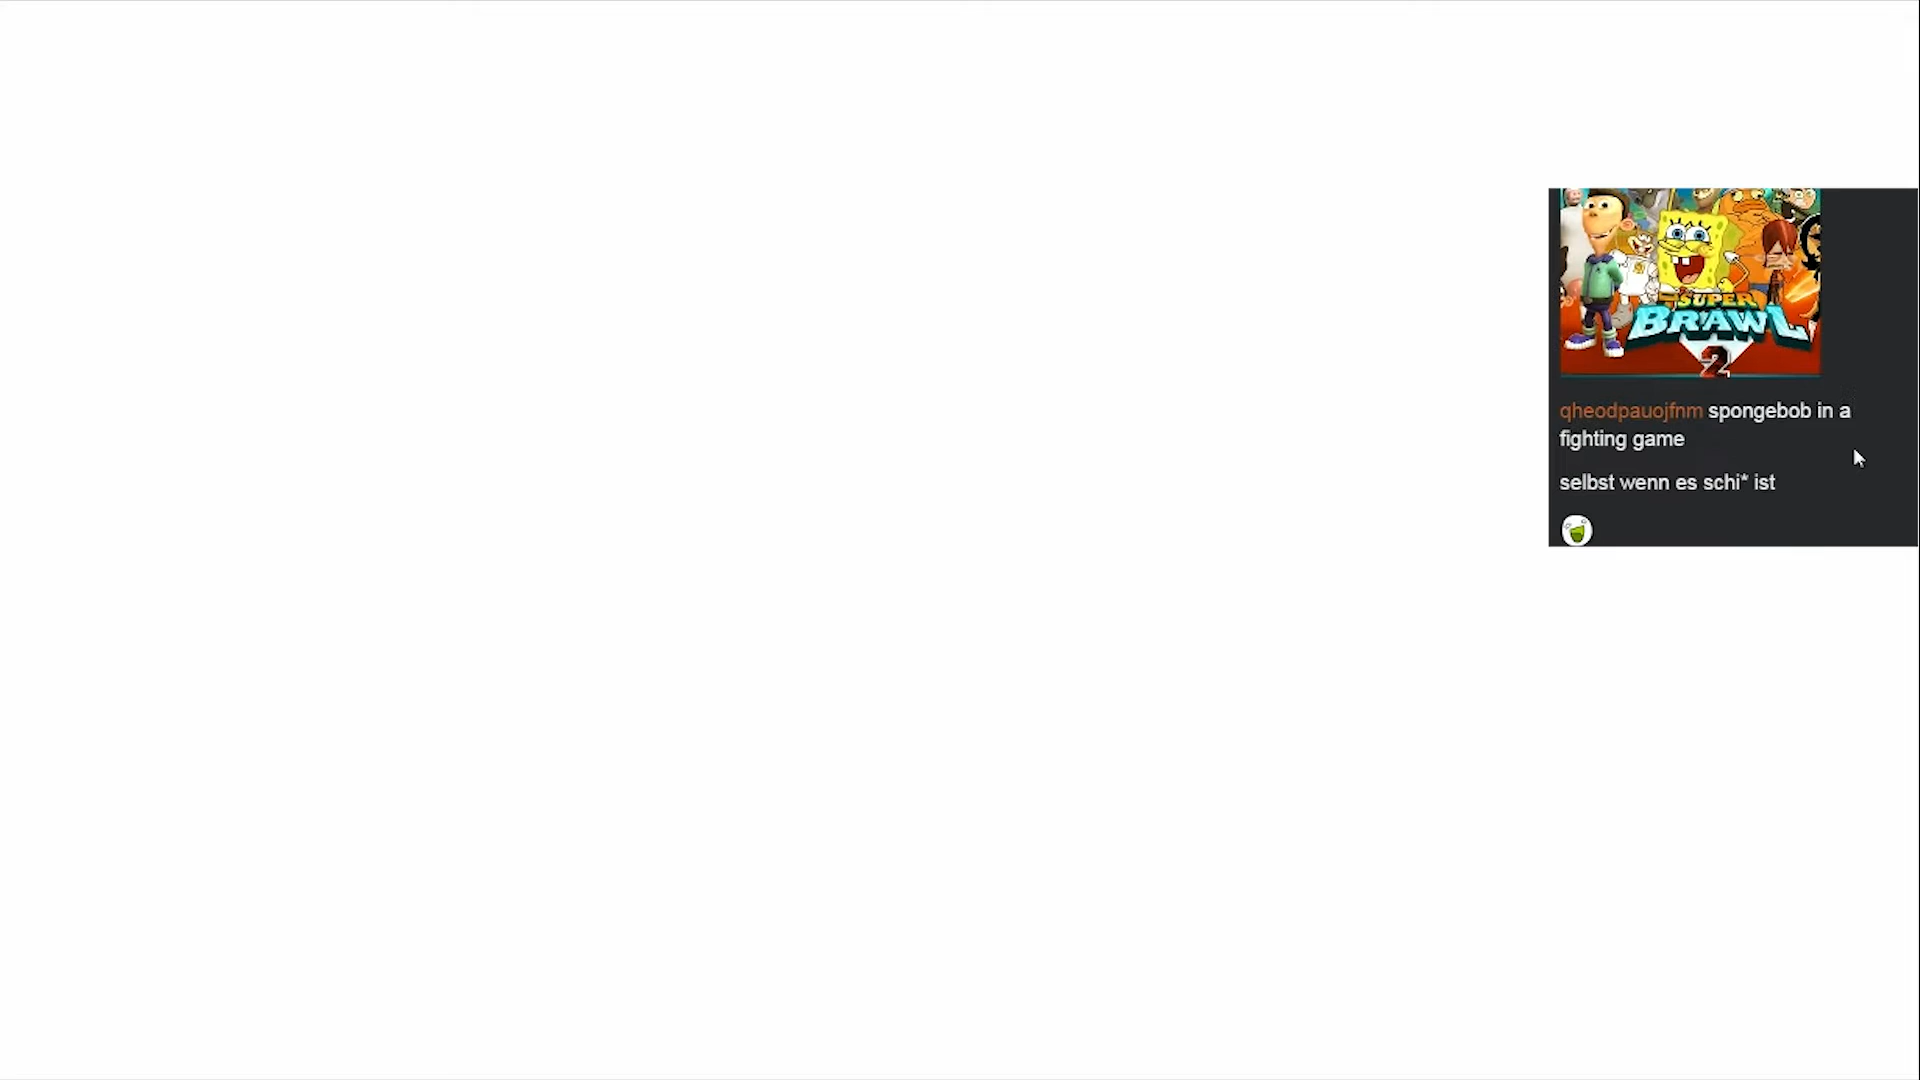 SUPER
BRAWL
2
qheodpauojfnm spongebob in a
fighting game
selbst wenn es schi* ist